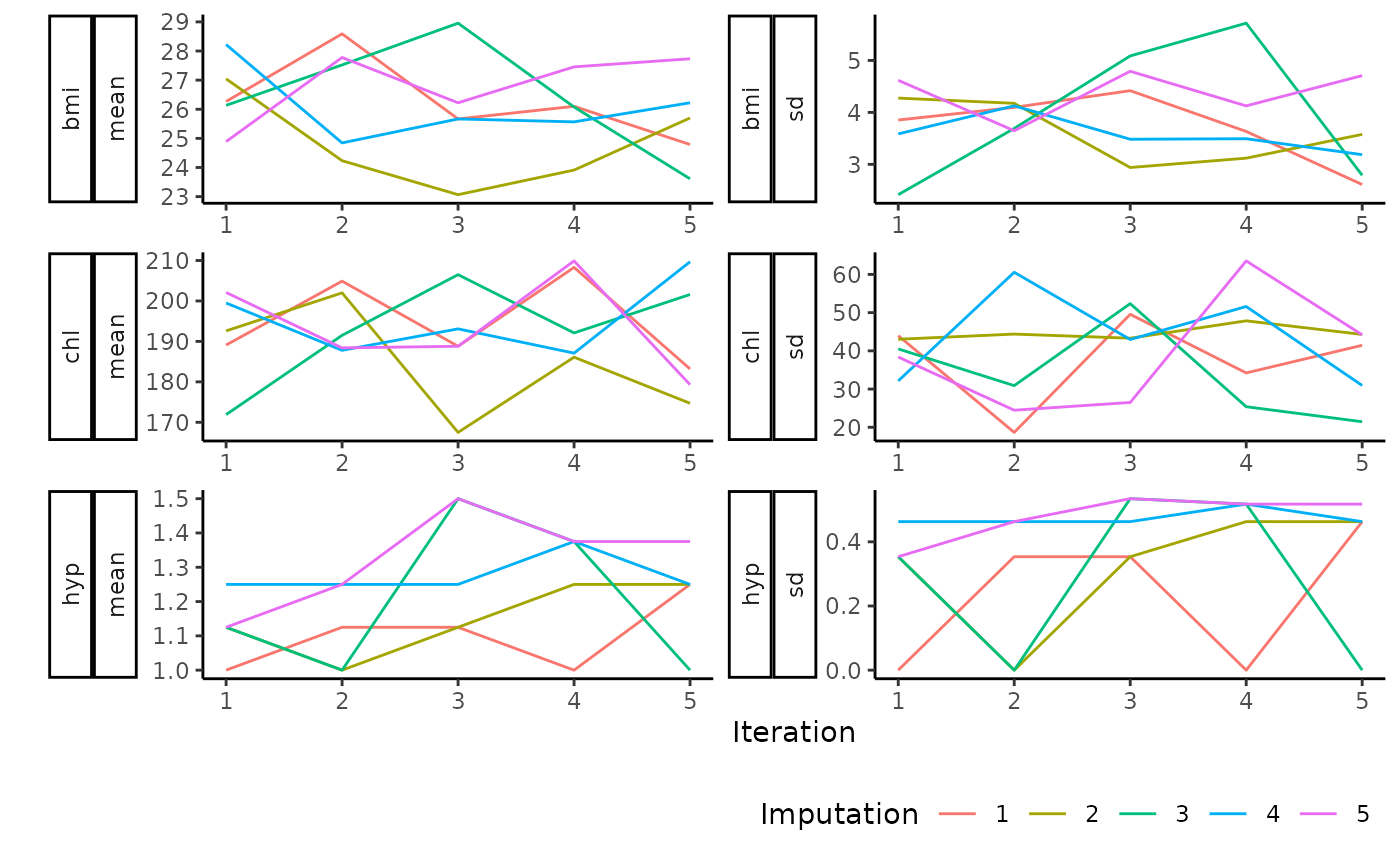 bmi mean 29 28 27 26 25 24 23
1 2 3 4 5
bmi sd 5 4 3
1 2 3 4 5
chl mean 210 200 190 180 170
1 2 3 4 5
chl sd 60 50 40 30 20
1 2 3 4 5
hyp mean 1.5 1.4 1.3 1.2 1.1 1.0
1 2 3 4 5
hyp sd 0.4 0.2 0.0
1 2 3 4 5
Iteration
Imputation 1 2 3 4 5